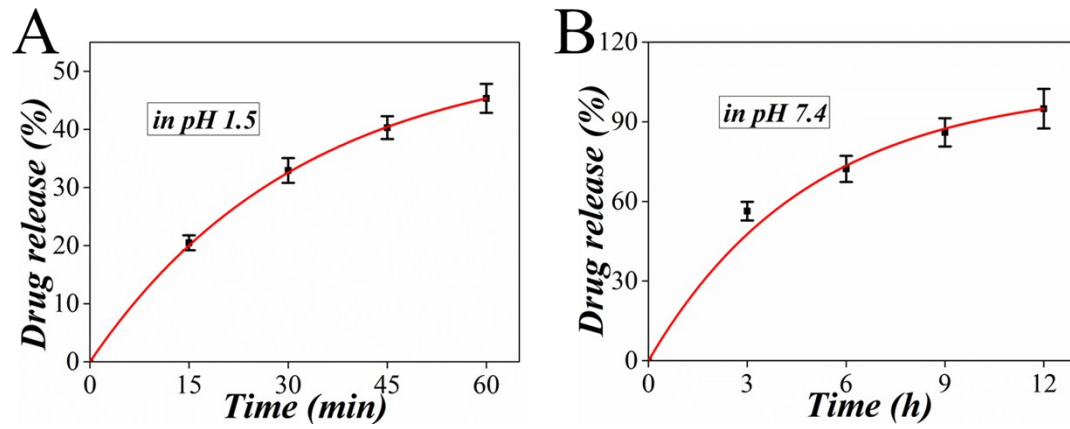 A
Drug release (%)
50
40
30
20
10
0
in pH 1.5
0 15 30 45 60
Time (min)
B
Drug release (%)
120
90
60
30
0
in pH 7.4
0 3 6 9 12
Time (h)